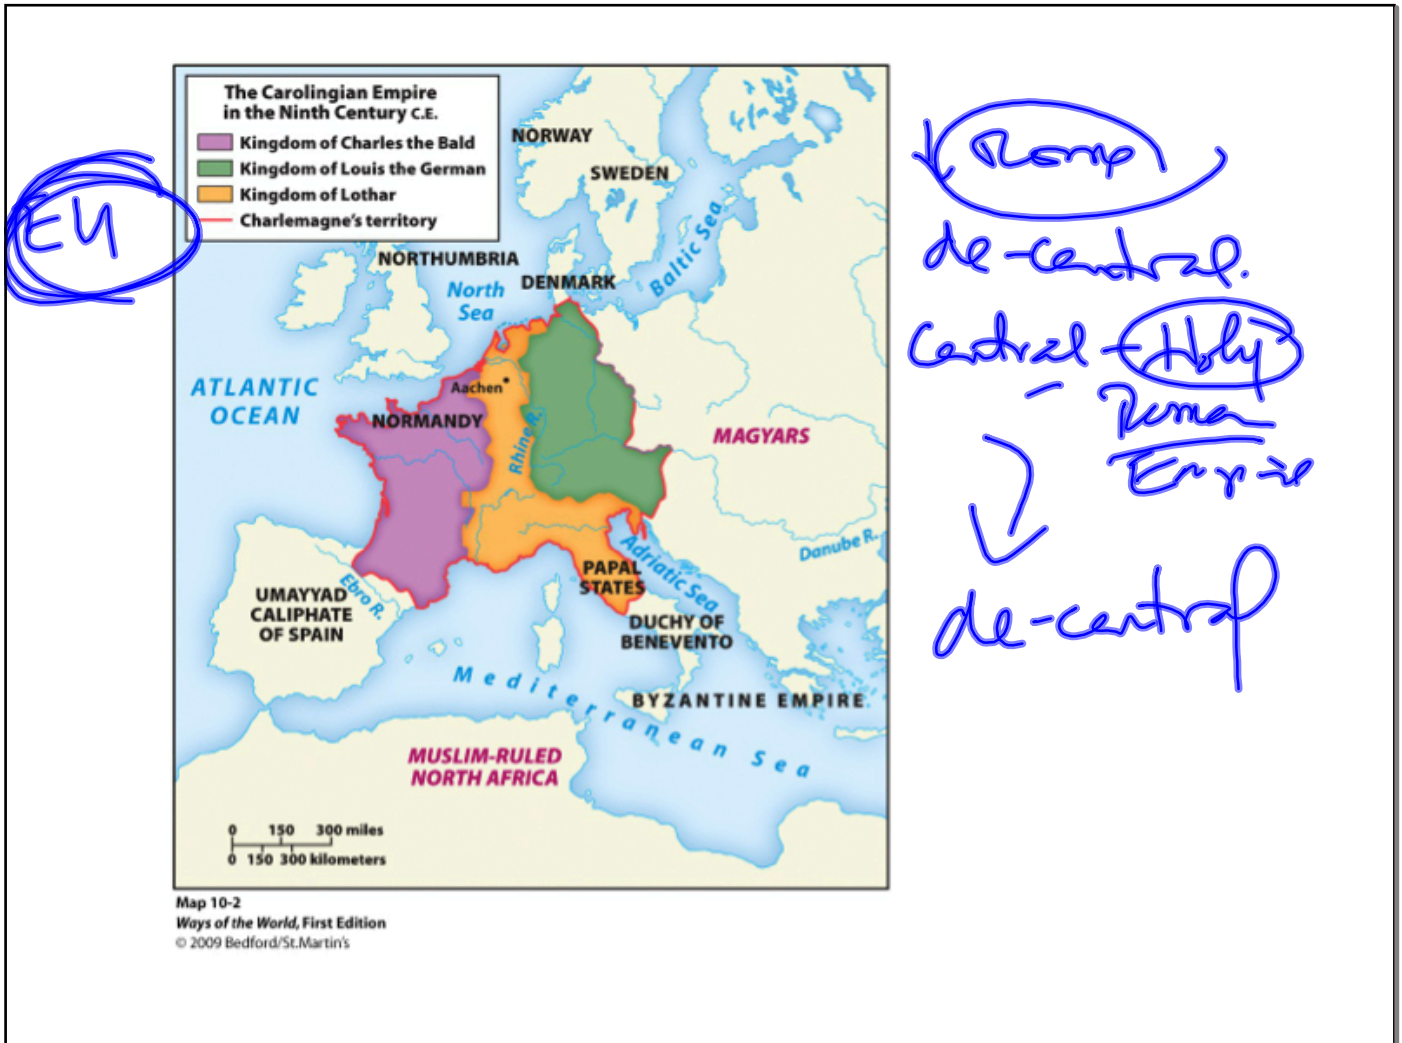 The Carolingian Empire
in the Ninth Century C.E.
Kingdom of Charles the Bald
Kingdom of Louis the German
Kingdom of Lothar
Charlemagne's territory
EU
NORWAY
SWEDEN
Baltic Sea
NORTHUMBRIA
DENMARK
North
Sea
ATLANTIC
OCEAN
Aachen
NORMANDY
Rhine R.
MAGYARS
Danube R.
Adriatic Sea
PAPAL
STATES
UMAYYAD
CALIPHATE
OF SPAIN
Ebro R.
DUCHY OF
BENEVENTO
Mediterranean Sea
BYZANTINE EMPIRE
MUSLIM-RULED
NORTH AFRICA
0 150 300 miles
0 150 300 kilometers
Map 10-2
Ways of the World, First Edition
© 2009 Bedford/St.Martin's
Rome
de-central.
Central - Holy
Roman
Empire
de-central